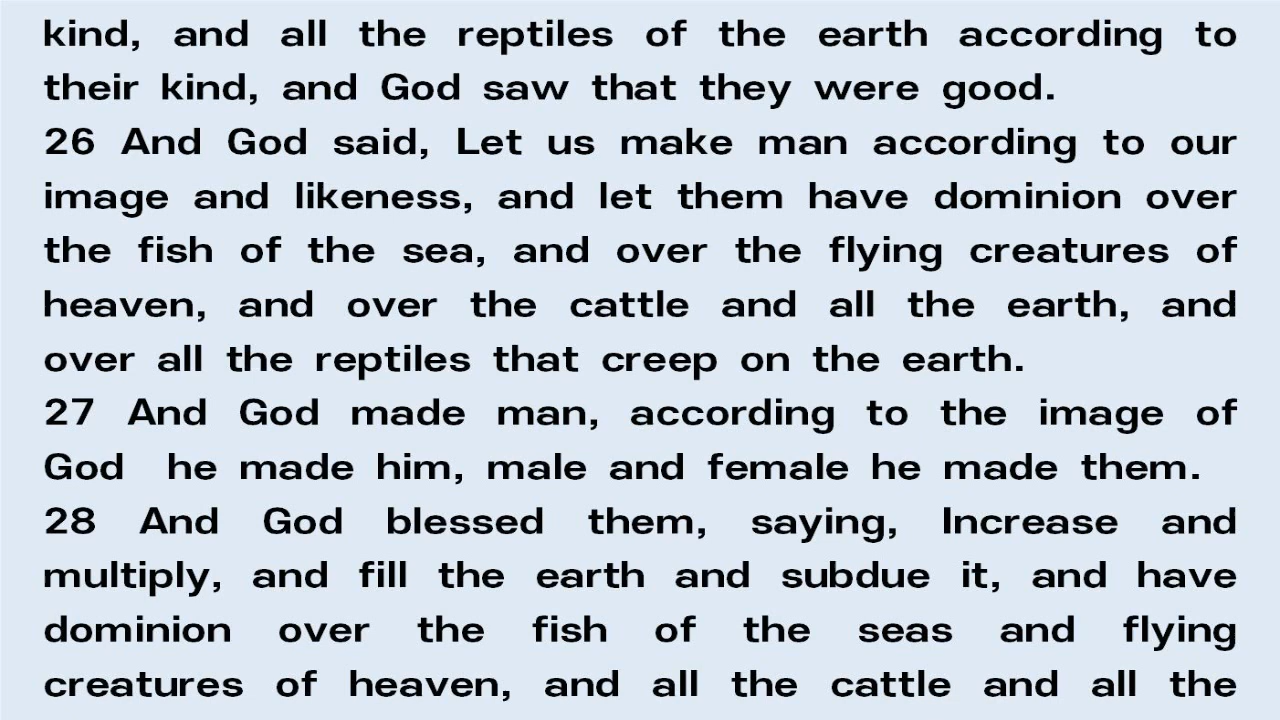 kind, and all the reptiles of the earth according to
their kind, and God saw that they were good.
26 And God said, Let us make man according to our
image and likeness, and let them have dominion over
the fish of the sea, and over the flying creatures of
heaven, and over the cattle and all the earth, and
over all the reptiles that creep on the earth.
27 And God made man, according to the image of
God he made him, male and female he made them.
28 And God blessed them, saying, Increase and
multiply, and fill the earth and subdue it, and have
dominion over the fish of the seas and flying
creatures of heaven, and all the cattle and all the